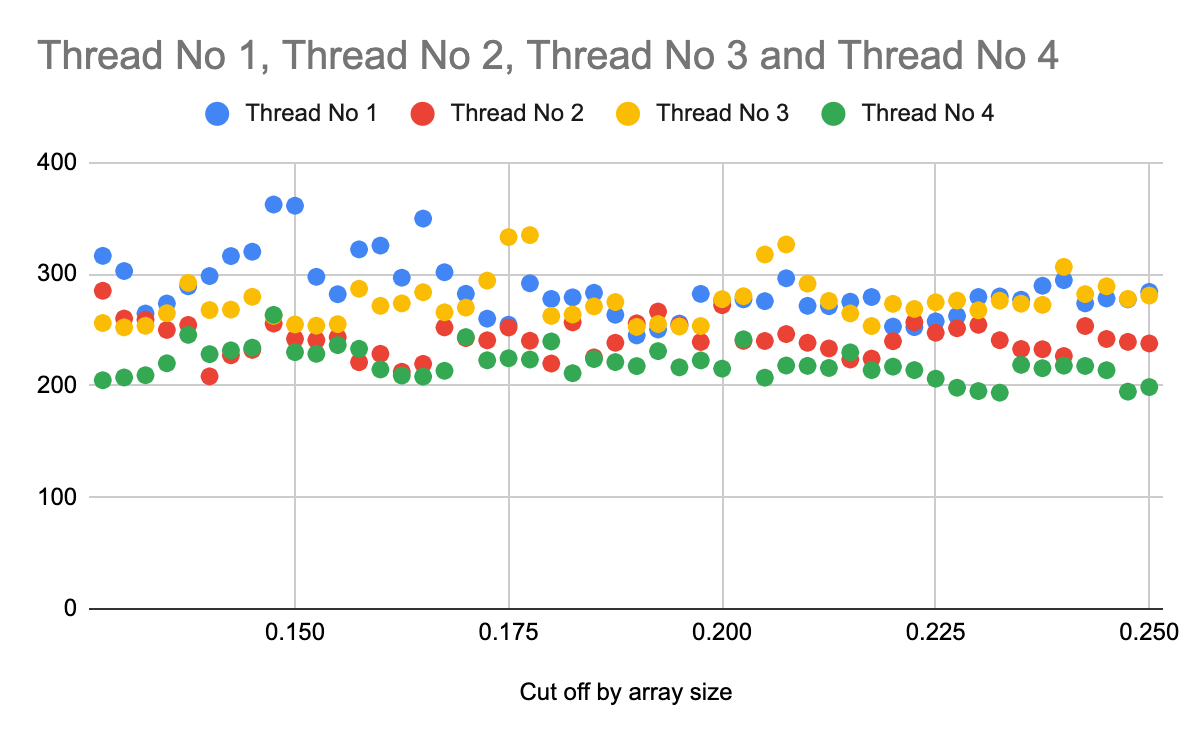 Thread No 1, Thread No 2, Thread No 3 and Thread No 4
Thread No 1 Thread No 2 Thread No 3 Thread No 4
400
300
200
100
0
0.150 0.175 0.200 0.225 0.250
Cut off by array size